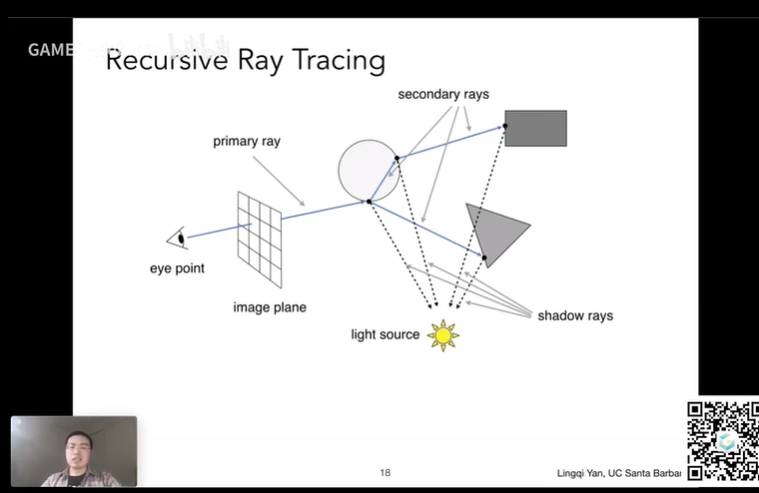 GAME
Recursive Ray Tracing
secondary rays
primary ray
eye point
image plane
shadow rays
light source
18
Lingqi Yan, UC Santa Barbar